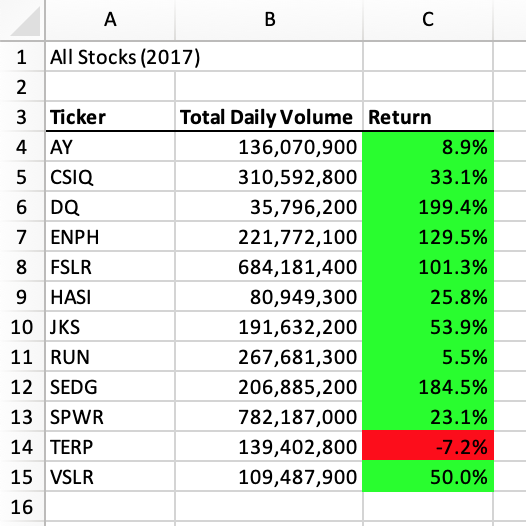 A B C
1 All Stocks (2017)
2
3 Ticker Total Daily Volume Return
4 AY 136,070,900 8.9%
5 CSIQ 310,592,800 33.1%
6 DQ 35,796,200 199.4%
7 ENPH 221,772,100 129.5%
8 FSLR 684,181,400 101.3%
9 HASI 80,949,300 25.8%
10 JKS 191,632,200 53.9%
11 RUN 267,681,300 5.5%
12 SEDG 206,885,200 184.5%
13 SPWR 782,187,000 23.1%
14 TERP 139,402,800 -7.2%
15 VSLR 109,487,900 50.0%
16